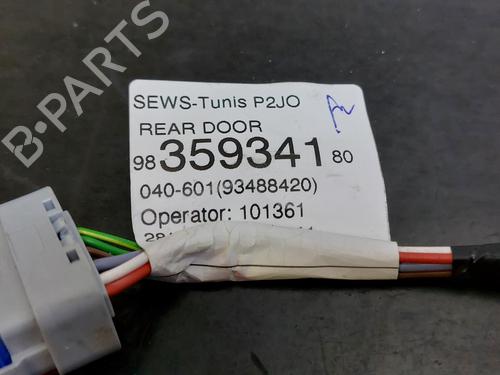 B-PARTS
SEWS-Tunis P2JO
REAR DOOR
98 359341 80
040-601(93488420)
Operator: 101361